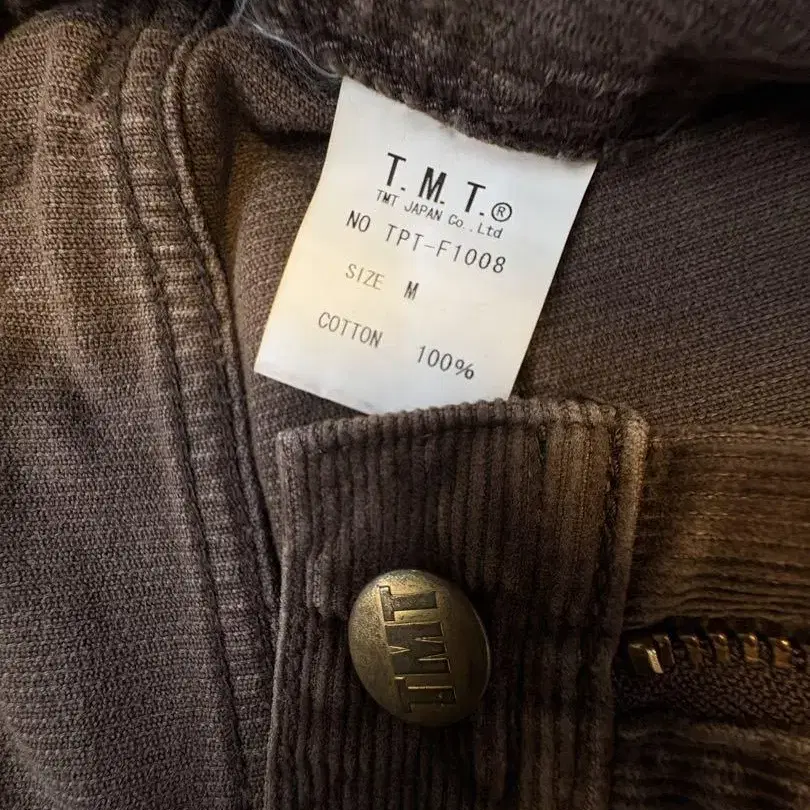 T.M.T.®
TMT JAPAN Co.,Ltd
NO TPT-F1008
SIZE M
COTTON 100%
TMT